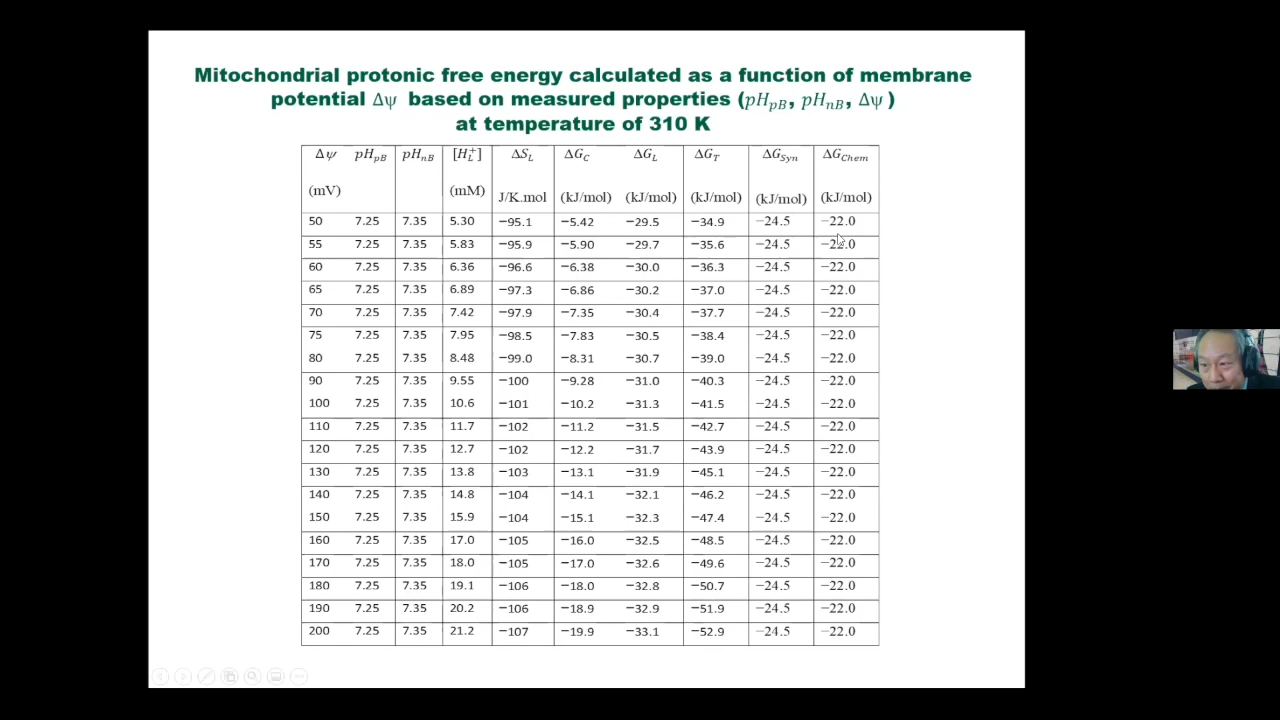 Mitochondrial protonic free energy calculated as a function of membrane
potential Δψ based on measured properties (pH_pB, pH_nB, Δψ)
at temperature of 310 K
Δψ pH_pB pH_nB [H_L^+] ΔS_L ΔG_C ΔG_L ΔG_T ΔG_Syn ΔG_Chem
(mV) (mM) J/K.mol (kJ/mol) (kJ/mol) (kJ/mol) (kJ/mol) (kJ/mol)
50 7.25 7.35 5.30 −95.1 −5.42 −29.5 −34.9 −24.5 −22.0
55 7.25 7.35 5.83 −95.9 −5.90 −29.7 −35.6 −24.5 −22.0
60 7.25 7.35 6.36 −96.6 −6.38 −30.0 −36.3 −24.5 −22.0
65 7.25 7.35 6.89 −97.3 −6.86 −30.2 −37.0 −24.5 −22.0
70 7.25 7.35 7.42 −97.9 −7.35 −30.4 −37.7 −24.5 −22.0
75 7.25 7.35 7.95 −98.5 −7.83 −30.5 −38.4 −24.5 −22.0
80 7.25 7.35 8.48 −99.0 −8.31 −30.7 −39.0 −24.5 −22.0
90 7.25 7.35 9.55 −100 −9.28 −31.0 −40.3 −24.5 −22.0
100 7.25 7.35 10.6 −101 −10.2 −31.3 −41.5 −24.5 −22.0
110 7.25 7.35 11.7 −102 −11.2 −31.5 −42.7 −24.5 −22.0
120 7.25 7.35 12.7 −102 −12.2 −31.7 −43.9 −24.5 −22.0
130 7.25 7.35 13.8 −103 −13.1 −31.9 −45.1 −24.5 −22.0
140 7.25 7.35 14.8 −104 −14.1 −32.1 −46.2 −24.5 −22.0
150 7.25 7.35 15.9 −104 −15.1 −32.3 −47.4 −24.5 −22.0
160 7.25 7.35 17.0 −105 −16.0 −32.5 −48.5 −24.5 −22.0
170 7.25 7.35 18.0 −105 −17.0 −32.6 −49.6 −24.5 −22.0
180 7.25 7.35 19.1 −106 −18.0 −32.8 −50.7 −24.5 −22.0
190 7.25 7.35 20.2 −106 −18.9 −32.9 −51.9 −24.5 −22.0
200 7.25 7.35 21.2 −107 −19.9 −33.1 −52.9 −24.5 −22.0